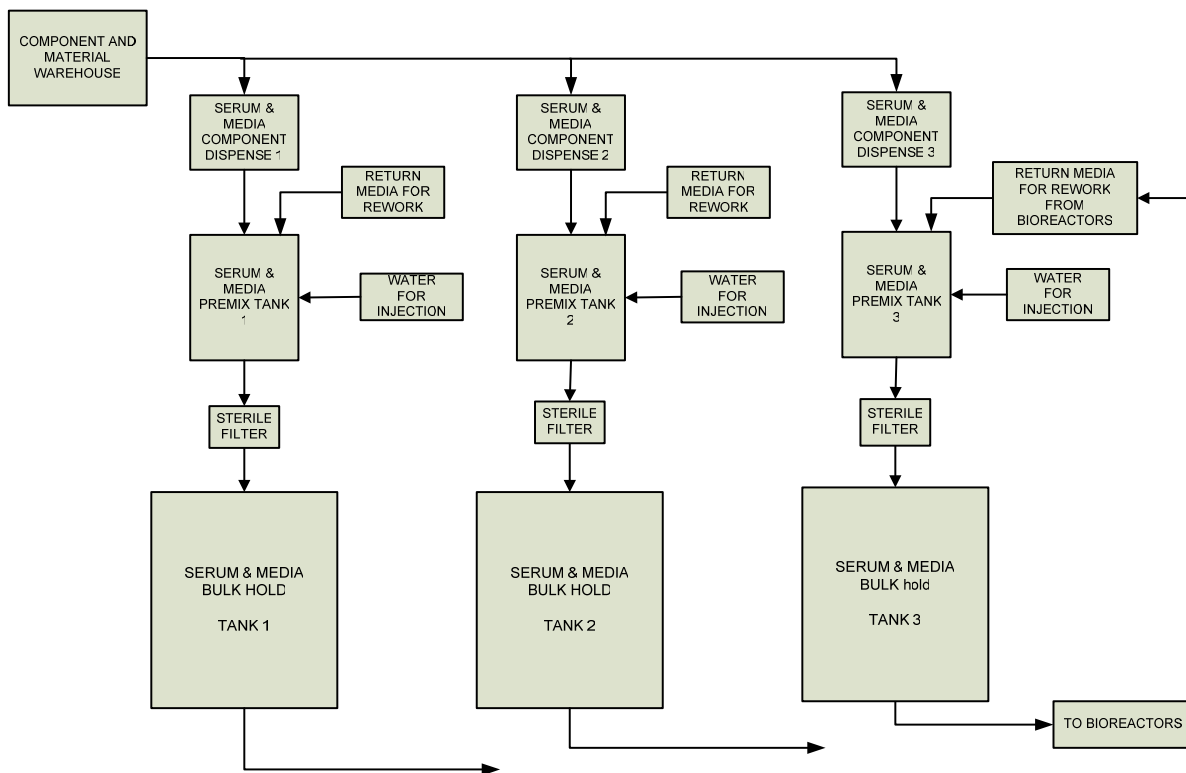 COMPONENT AND
MATERIAL
WAREHOUSE
SERUM &
MEDIA
COMPONENT
DISPENSE 1
SERUM &
MEDIA
COMPONENT
DISPENSE 2
SERUM &
MEDIA
COMPONENT
DISPENSE 3
RETURN
MEDIA FOR
REWORK
RETURN
MEDIA FOR
REWORK
RETURN MEDIA
FOR REWORK
FROM
BIOREACTORS
SERUM &
MEDIA
PREMIX TANK
1
WATER
FOR
INJECTION
SERUM &
MEDIA
PREMIX TANK
2
WATER
FOR
INJECTION
SERUM &
MEDIA
PREMIX TANK
3
WATER
FOR
INJECTION
STERILE
FILTER
STERILE
FILTER
STERILE
FILTER
SERUM & MEDIA
BULK HOLD
TANK 1
SERUM & MEDIA
BULK HOLD
TANK 2
SERUM & MEDIA
BULK hold
TANK 3
TO BIOREACTORS